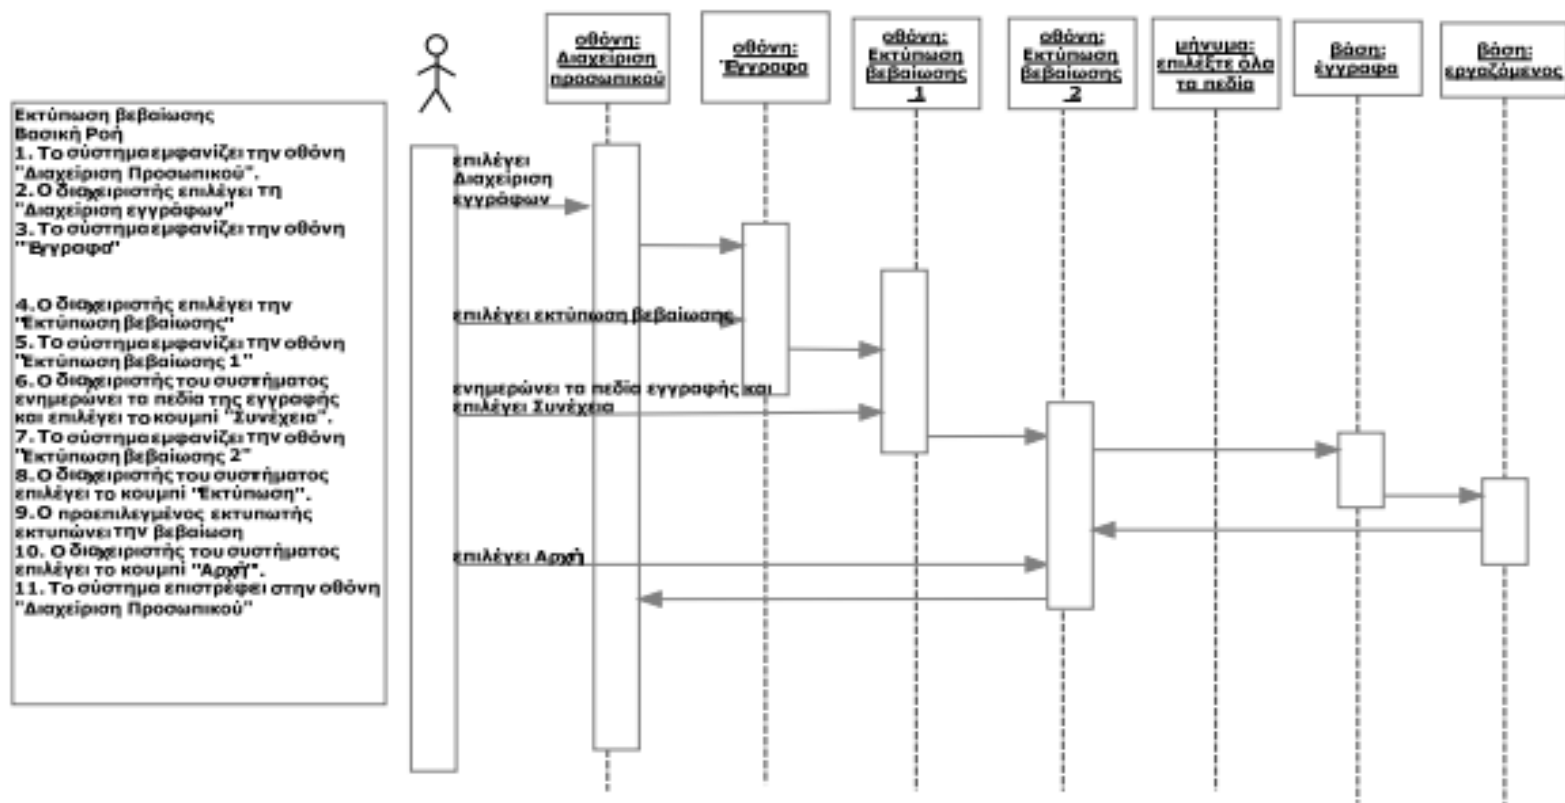 οθόνη:
Διαχείριση
προσωπικού
οθόνη:
Έγγραφα
οθόνη:
Εκτύπωση
βεβαίωσης
1
οθόνη:
Εκτύπωση
βεβαίωσης
2
μήνυμα:
επιλέξτε όλα
τα πεδία
βάση:
έγγραφα
βάση:
εργαζόμενος
Εκτύπωση βεβαίωσης
Βασική Ροή
1. Το σύστημα εμφανίζει την οθόνη
"Διαχείριση Προσωπικού".
2. Ο διαχειριστής επιλέγει τη
"Διαχείριση εγγράφων"
3. Το σύστημα εμφανίζει την οθόνη
"Έγγραφα"
4. Ο διαχειριστής επιλέγει την
"Εκτύπωση βεβαίωσης"
5. Το σύστημα εμφανίζει την οθόνη
"Εκτύπωση βεβαίωσης 1"
6. Ο διαχειριστής του συστήματος
ενημερώνει τα πεδία της εγγραφής
και επιλέγει το κουμπί "Συνέχεια".
7. Το σύστημα εμφανίζει την οθόνη
"Εκτύπωση βεβαίωσης 2"
8. Ο διαχειριστής του συστήματος
επιλέγει το κουμπί "Εκτύπωση".
9. Ο προεπιλεγμένος εκτυπωτής
εκτυπώνει την βεβαίωση
10. Ο διαχειριστής του συστήματος
επιλέγει το κουμπί "Αρχή".
11. Το σύστημα επιστρέφει στην οθόνη
"Διαχείριση Προσωπικού"
επιλέγει
Διαχείριση
εγγράφων
επιλέγει εκτύπωση βεβαίωσης
ενημερώνει τα πεδία εγγραφής και
επιλέγει Συνέχεια
επιλέγει Αρχή